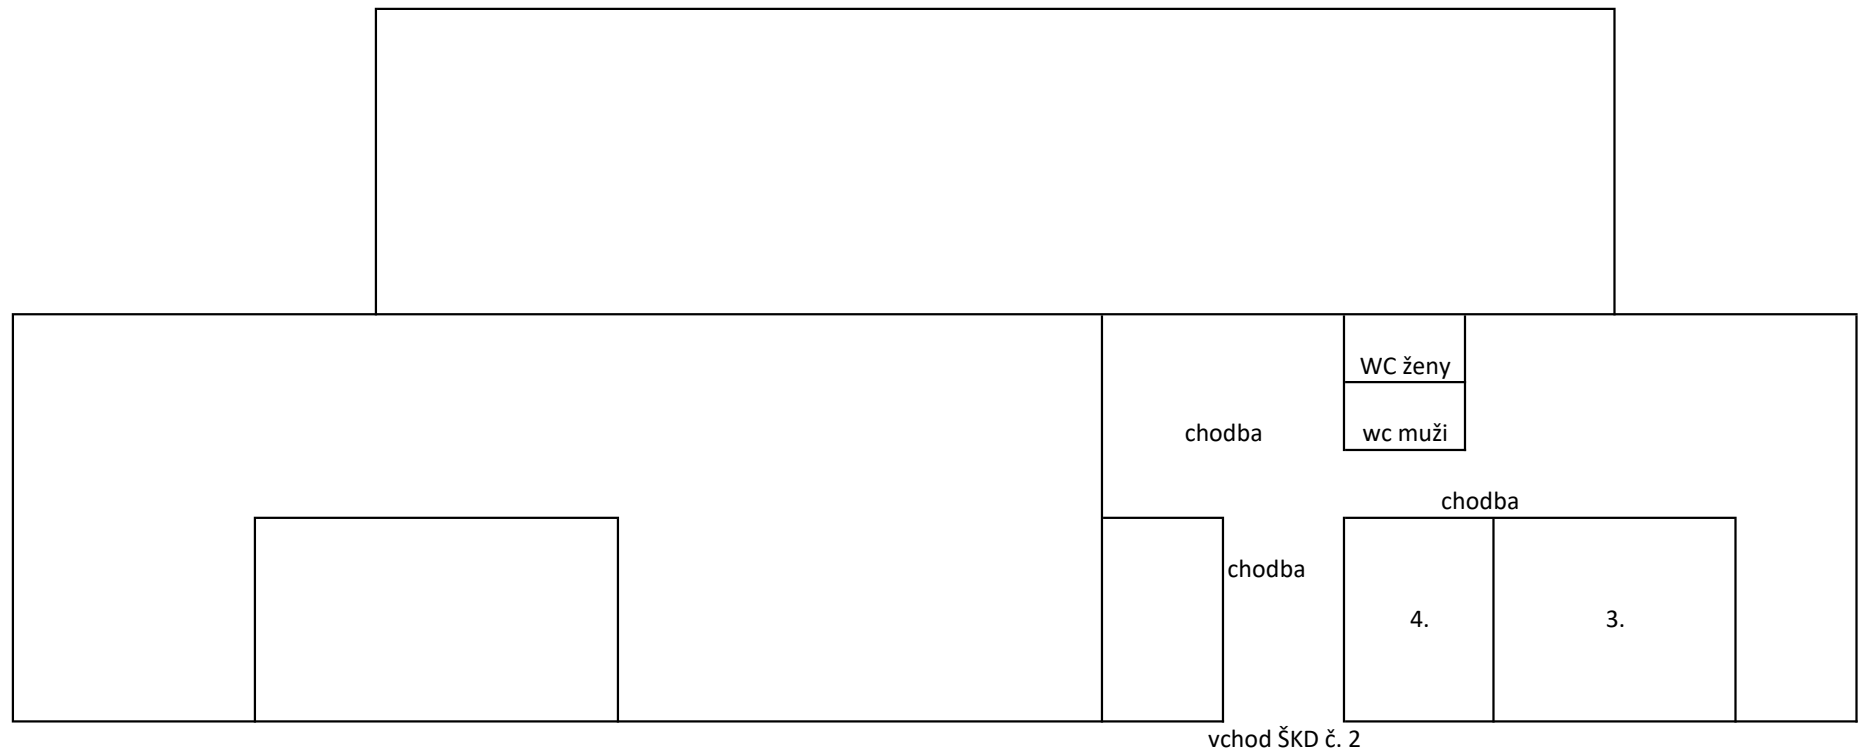 WC ženy
chodba
wc muži
chodba
chodba
4.
3.
vchod ŠKD č. 2